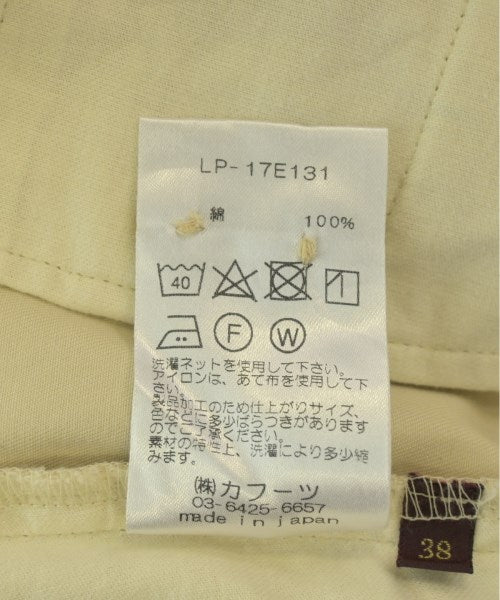 LP-17E131
綿 100%
40
F W
洗濯ネットを使用して下さい。
アイロンは、あて布を使用して下
さい。
製品加工のため仕上がりサイズ、
色などに多少ばらつきがあります
のでご了承ください。
素材の特性上、洗濯により多少縮
みます。
㈱カフーツ
03-6425-6657
made in japan
38